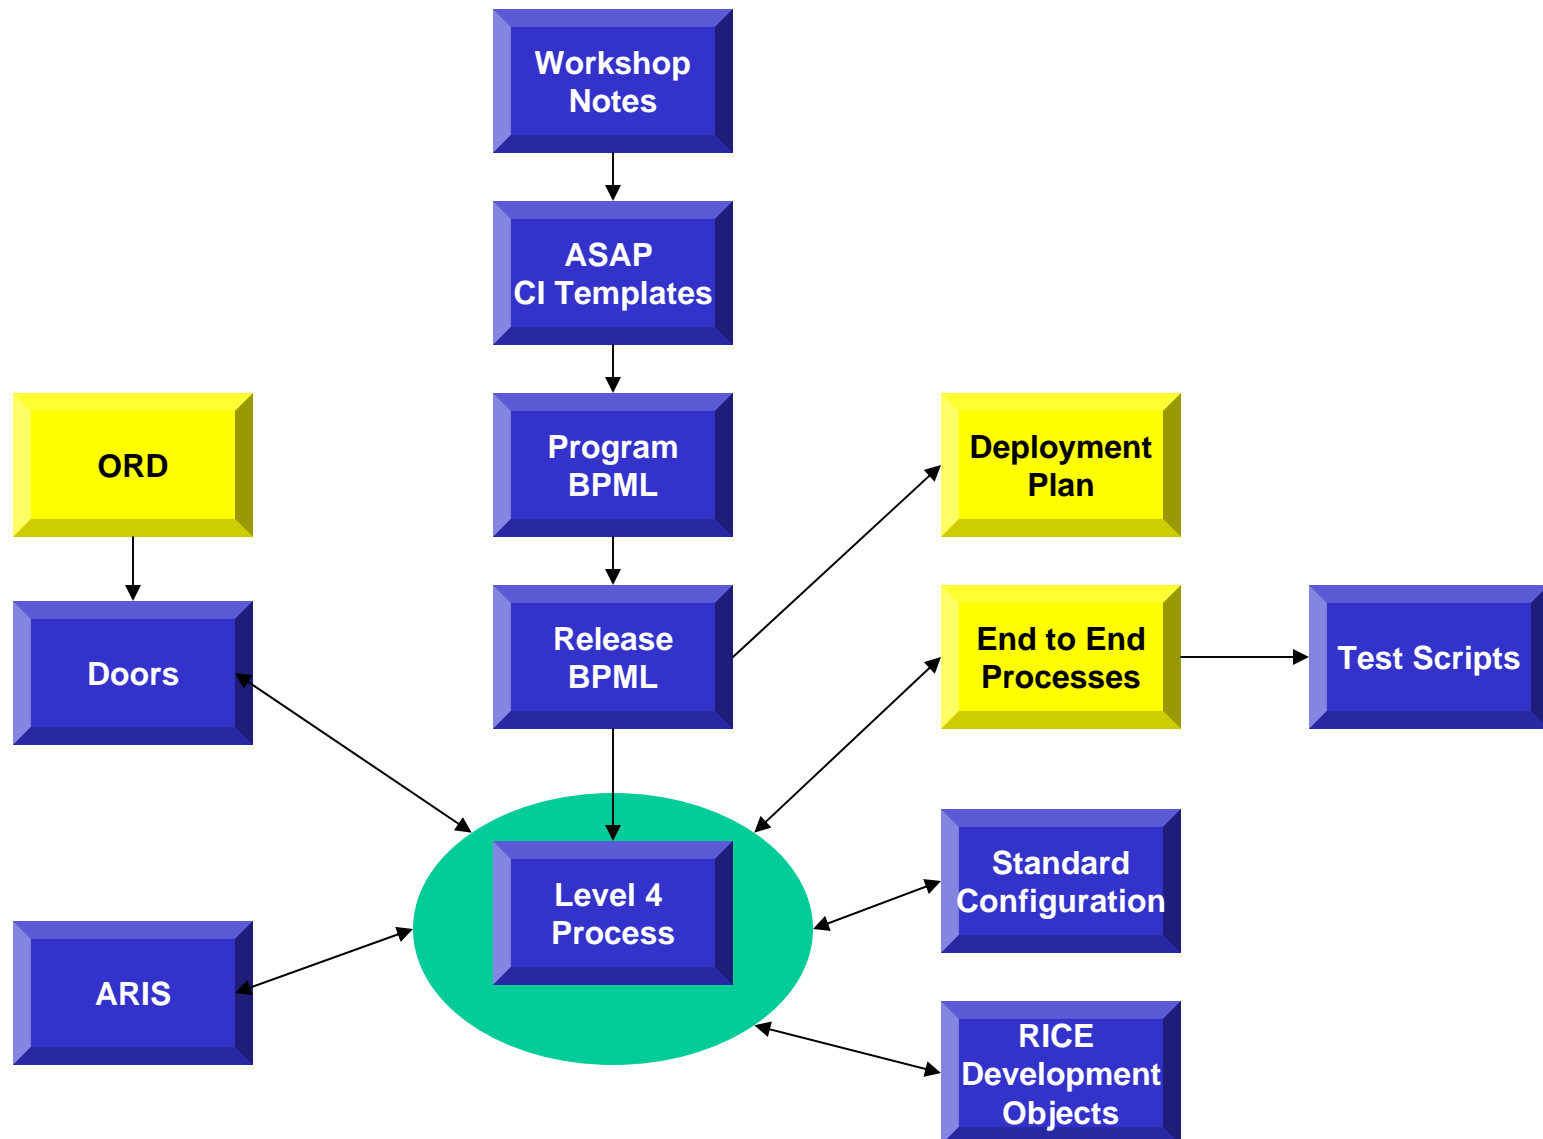 Workshop
Notes
ASAP
CI Templates
Program
BPML
ORD
Deployment
Plan
Release
BPML
Doors
End to End
Processes
Test Scripts
Level 4
Process
Standard
Configuration
ARIS
RICE
Development
Objects